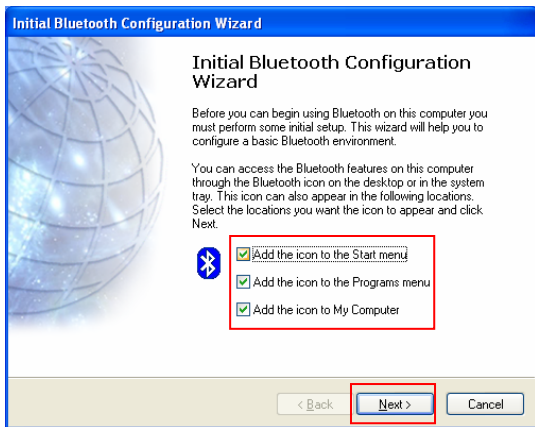 Initial Bluetooth Configuration Wizard
Initial Bluetooth Configuration
Wizard
Before you can begin using Bluetooth on this computer you
must perform some initial setup. This wizard will help you to
configure a basic Bluetooth environment.
You can access the Bluetooth features on this computer
through the Bluetooth icon on the desktop or in the system
tray. This icon can also appear in the following locations.
Select the locations you want the icon to appear and click
Next.
Add the icon to the Start menu
Add the icon to the Programs menu
Add the icon to My Computer
< Back
Next >
Cancel